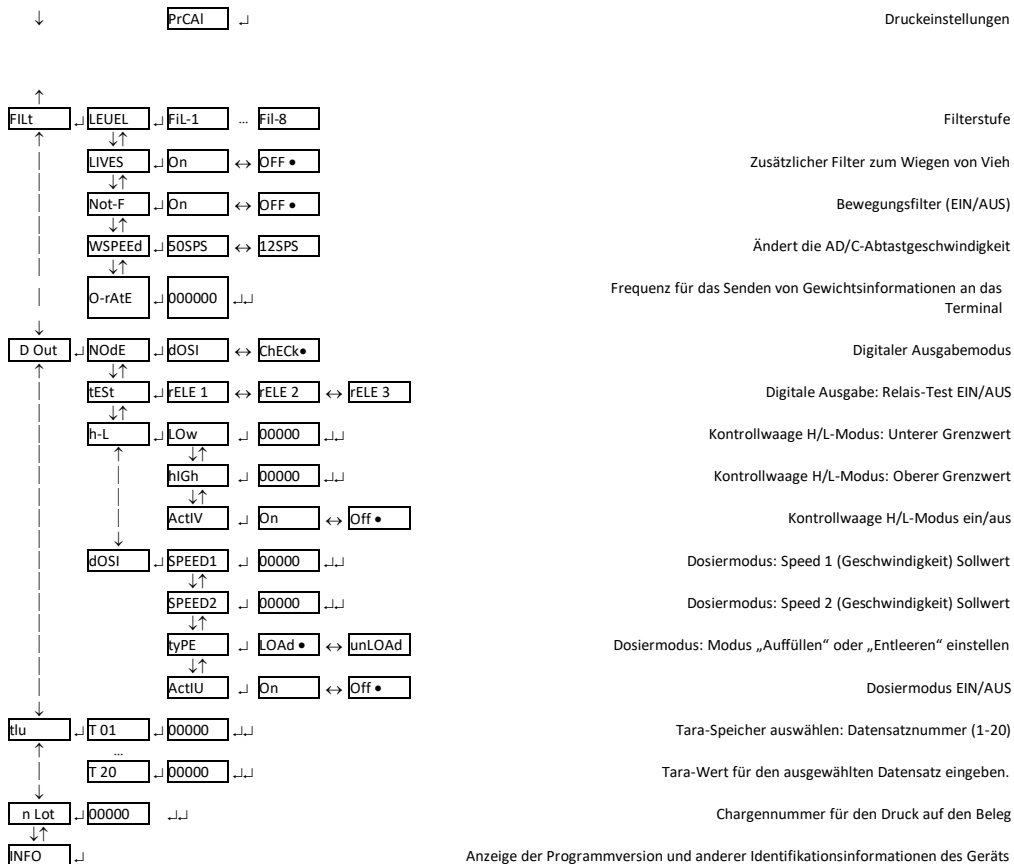 ↓ PrCAl ↵ Druckeinstellungen
↑
FILt ↵ LEUEL ↵ FiL-1 … Fil-8 Filterstufe
↑ ↓↑
LIVES ↵ On ↔ OFF • Zusätzlicher Filter zum Wiegen von Vieh
↓↑
Not-F ↵ On ↔ OFF • Bewegungsfilter (EIN/AUS)
↓↑
WSPEEd ↵ 50SPS ↔ 12SPS Ändert die AD/C-Abtastgeschwindigkeit
↓↑
O-rAtE ↵ 000000 ↵↵ Frequenz für das Senden von Gewichtsinformationen an das
Terminal
↓
D Out ↵ NOdE ↵ dOSI ↔ ChECk• Digitaler Ausgabemodus
↑ ↓↑
tESt ↵ rELE 1 ↔ rELE 2 ↔ rELE 3 Digitale Ausgabe: Relais-Test EIN/AUS
↓↑
h-L ↵ LOw ↵ 00000 ↵↵ Kontrollwaage H/L-Modus: Unterer Grenzwert
↑ ↓↑
hIGh ↵ 00000 ↵↵ Kontrollwaage H/L-Modus: Oberer Grenzwert
↓↑
ActIV ↵ On ↔ Off • Kontrollwaage H/L-Modus ein/aus
↓
dOSI ↵ SPEED1 ↵ 00000 ↵↵ Dosiermodus: Speed 1 (Geschwindigkeit) Sollwert
↓↑
SPEED2 ↵ 00000 ↵↵ Dosiermodus: Speed 2 (Geschwindigkeit) Sollwert
↓↑
tyPE ↵ LOAd • ↔ unLOAd Dosiermodus: Modus „Auffüllen“ oder „Entleeren“ einstellen
↓↑
ActIU ↵ On ↔ Off • Dosiermodus EIN/AUS
↓
tlu ↵ T 01 ↵ 00000 ↵↵ Tara-Speicher auswählen: Datensatznummer (1-20)
↑ …
T 20 ↵ 00000 ↵↵ Tara-Wert für den ausgewählten Datensatz eingeben.
↓
n Lot ↵ 00000 ↵↵ Chargennummer für den Druck auf den Beleg
↓↑
INFO ↵ Anzeige der Programmversion und anderer Identifikationsinformationen des Geräts